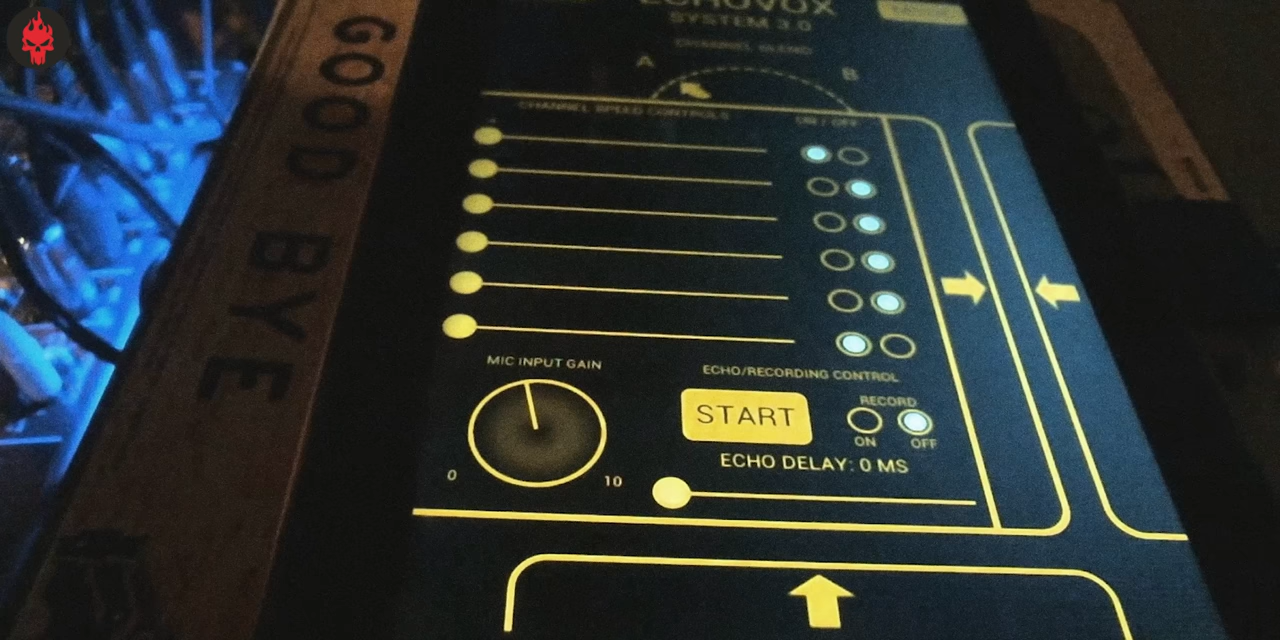 ECHOVOX
SYSTEM 3.0
CHANNEL BLEND
A
B
CHANNEL SPEED CONTROLS
ON / OFF
MIC INPUT GAIN
0
10
ECHO/RECORDING CONTROL
START
RECORD
ON
OFF
ECHO DELAY: 0 MS
GOOD BYE